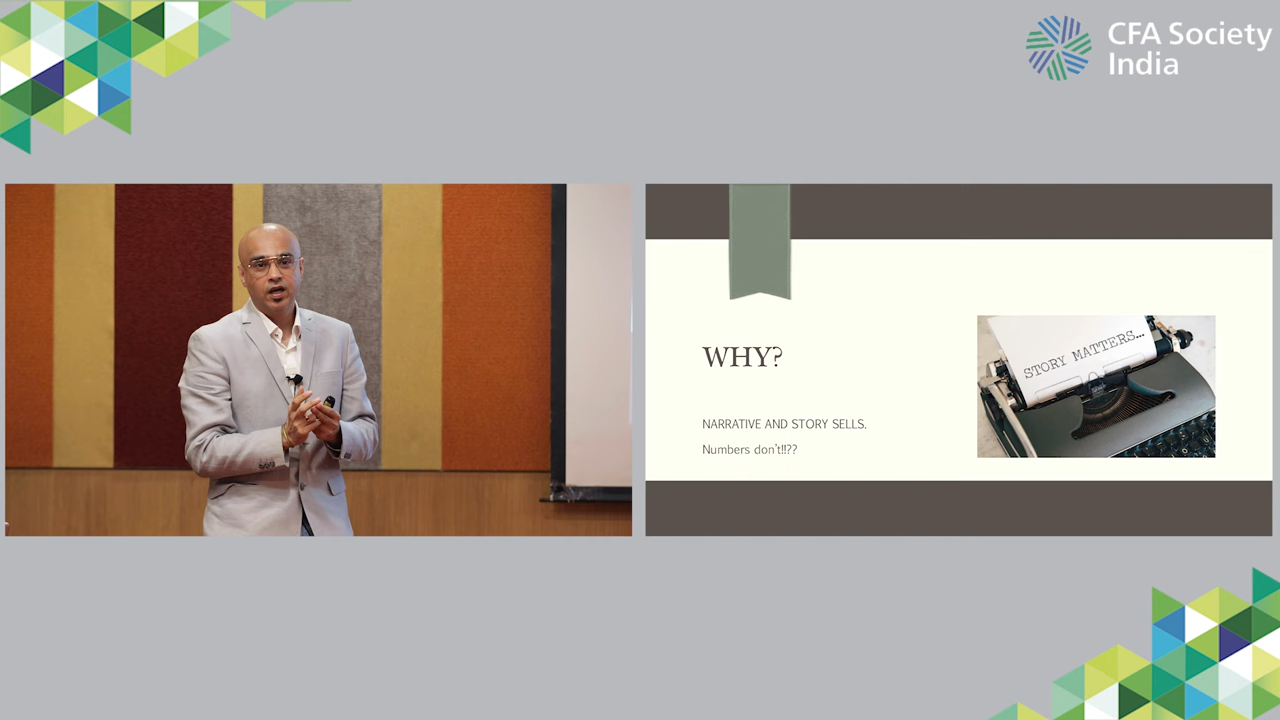 CFA Society
India
WHY?
NARRATIVE AND STORY SELLS.
Numbers don't!!??
STORY MATTERS...